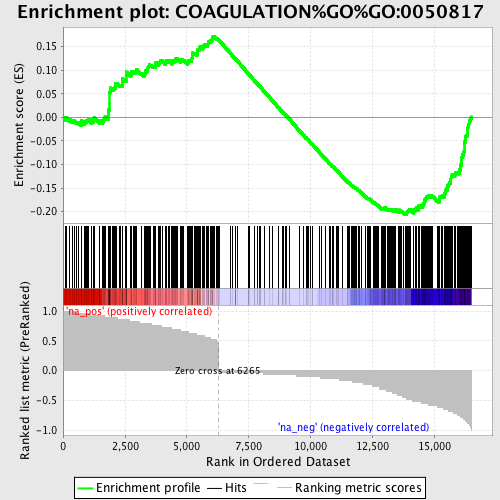 Enrichment plot: COAGULATION%GO%GO:0050817
Enrichment score (ES)
0.15
0.10
0.05
0.00
-0.05
-0.10
-0.15
-0.20
Ranked list metric (PreRanked)
1.0
0.5
0.0
-0.5
-1.0
'na_pos' (positively correlated)
Zero cross at 6265
'na_neg' (negatively correlated)
0
2,500
5,000
7,500
10,000
12,500
15,000
Rank in Ordered Dataset
Enrichment profile
Hits
Ranking metric scores